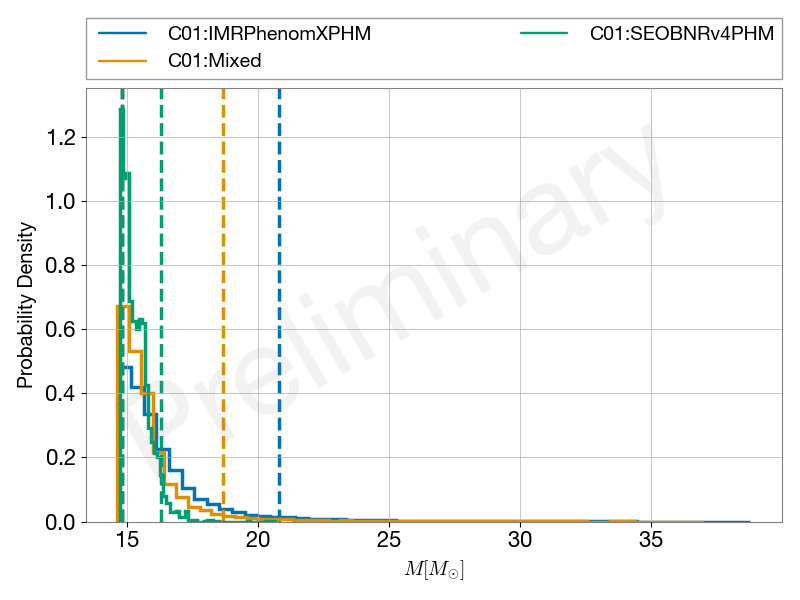 C01:IMRPhenomXPHM
C01:Mixed
C01:SEOBNRv4PHM
Preliminary
Probability Density
1.2
1.0
0.8
0.6
0.4
0.2
0.0
15
20
25
30
35
M[M⊙]